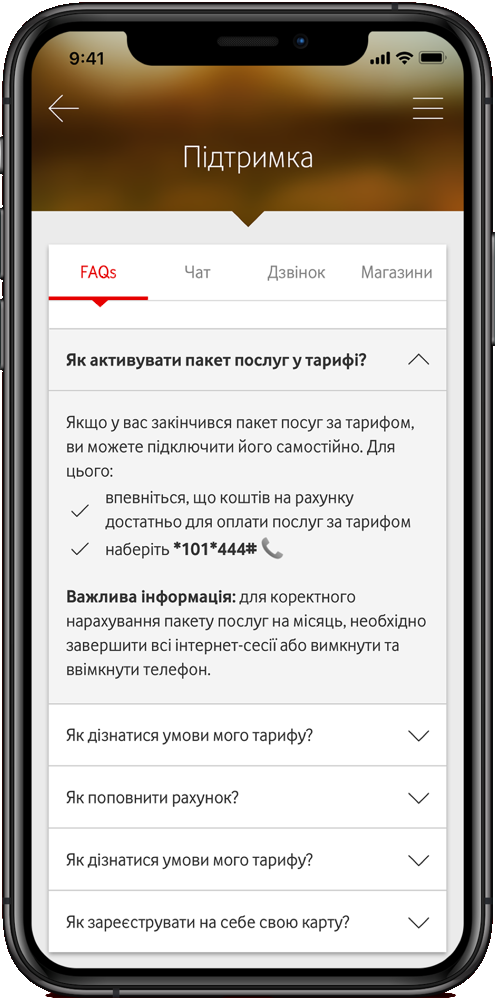 9:41
Підтримка
FAQs
Чат
Дзвінок
Магазини
Як активувати пакет послуг у тарифі?
Якщо у вас закінчився пакет посуг за тарифом,
ви можете підключити його самостійно. Для
цього:
впевніться, що коштів на рахунку
достатньо для оплати послуг за тарифом
наберіть *101*444#
Важлива інформація: для коректного
нарахування пакету послуг на місяць, необхідно
завершити всі інтернет-сесії або вимкнути та
ввімкнути телефон.
Як дізнатися умови мого тарифу?
Як поповнити рахунок?
Як дізнатися умови мого тарифу?
Як зареєструвати на себе свою карту?